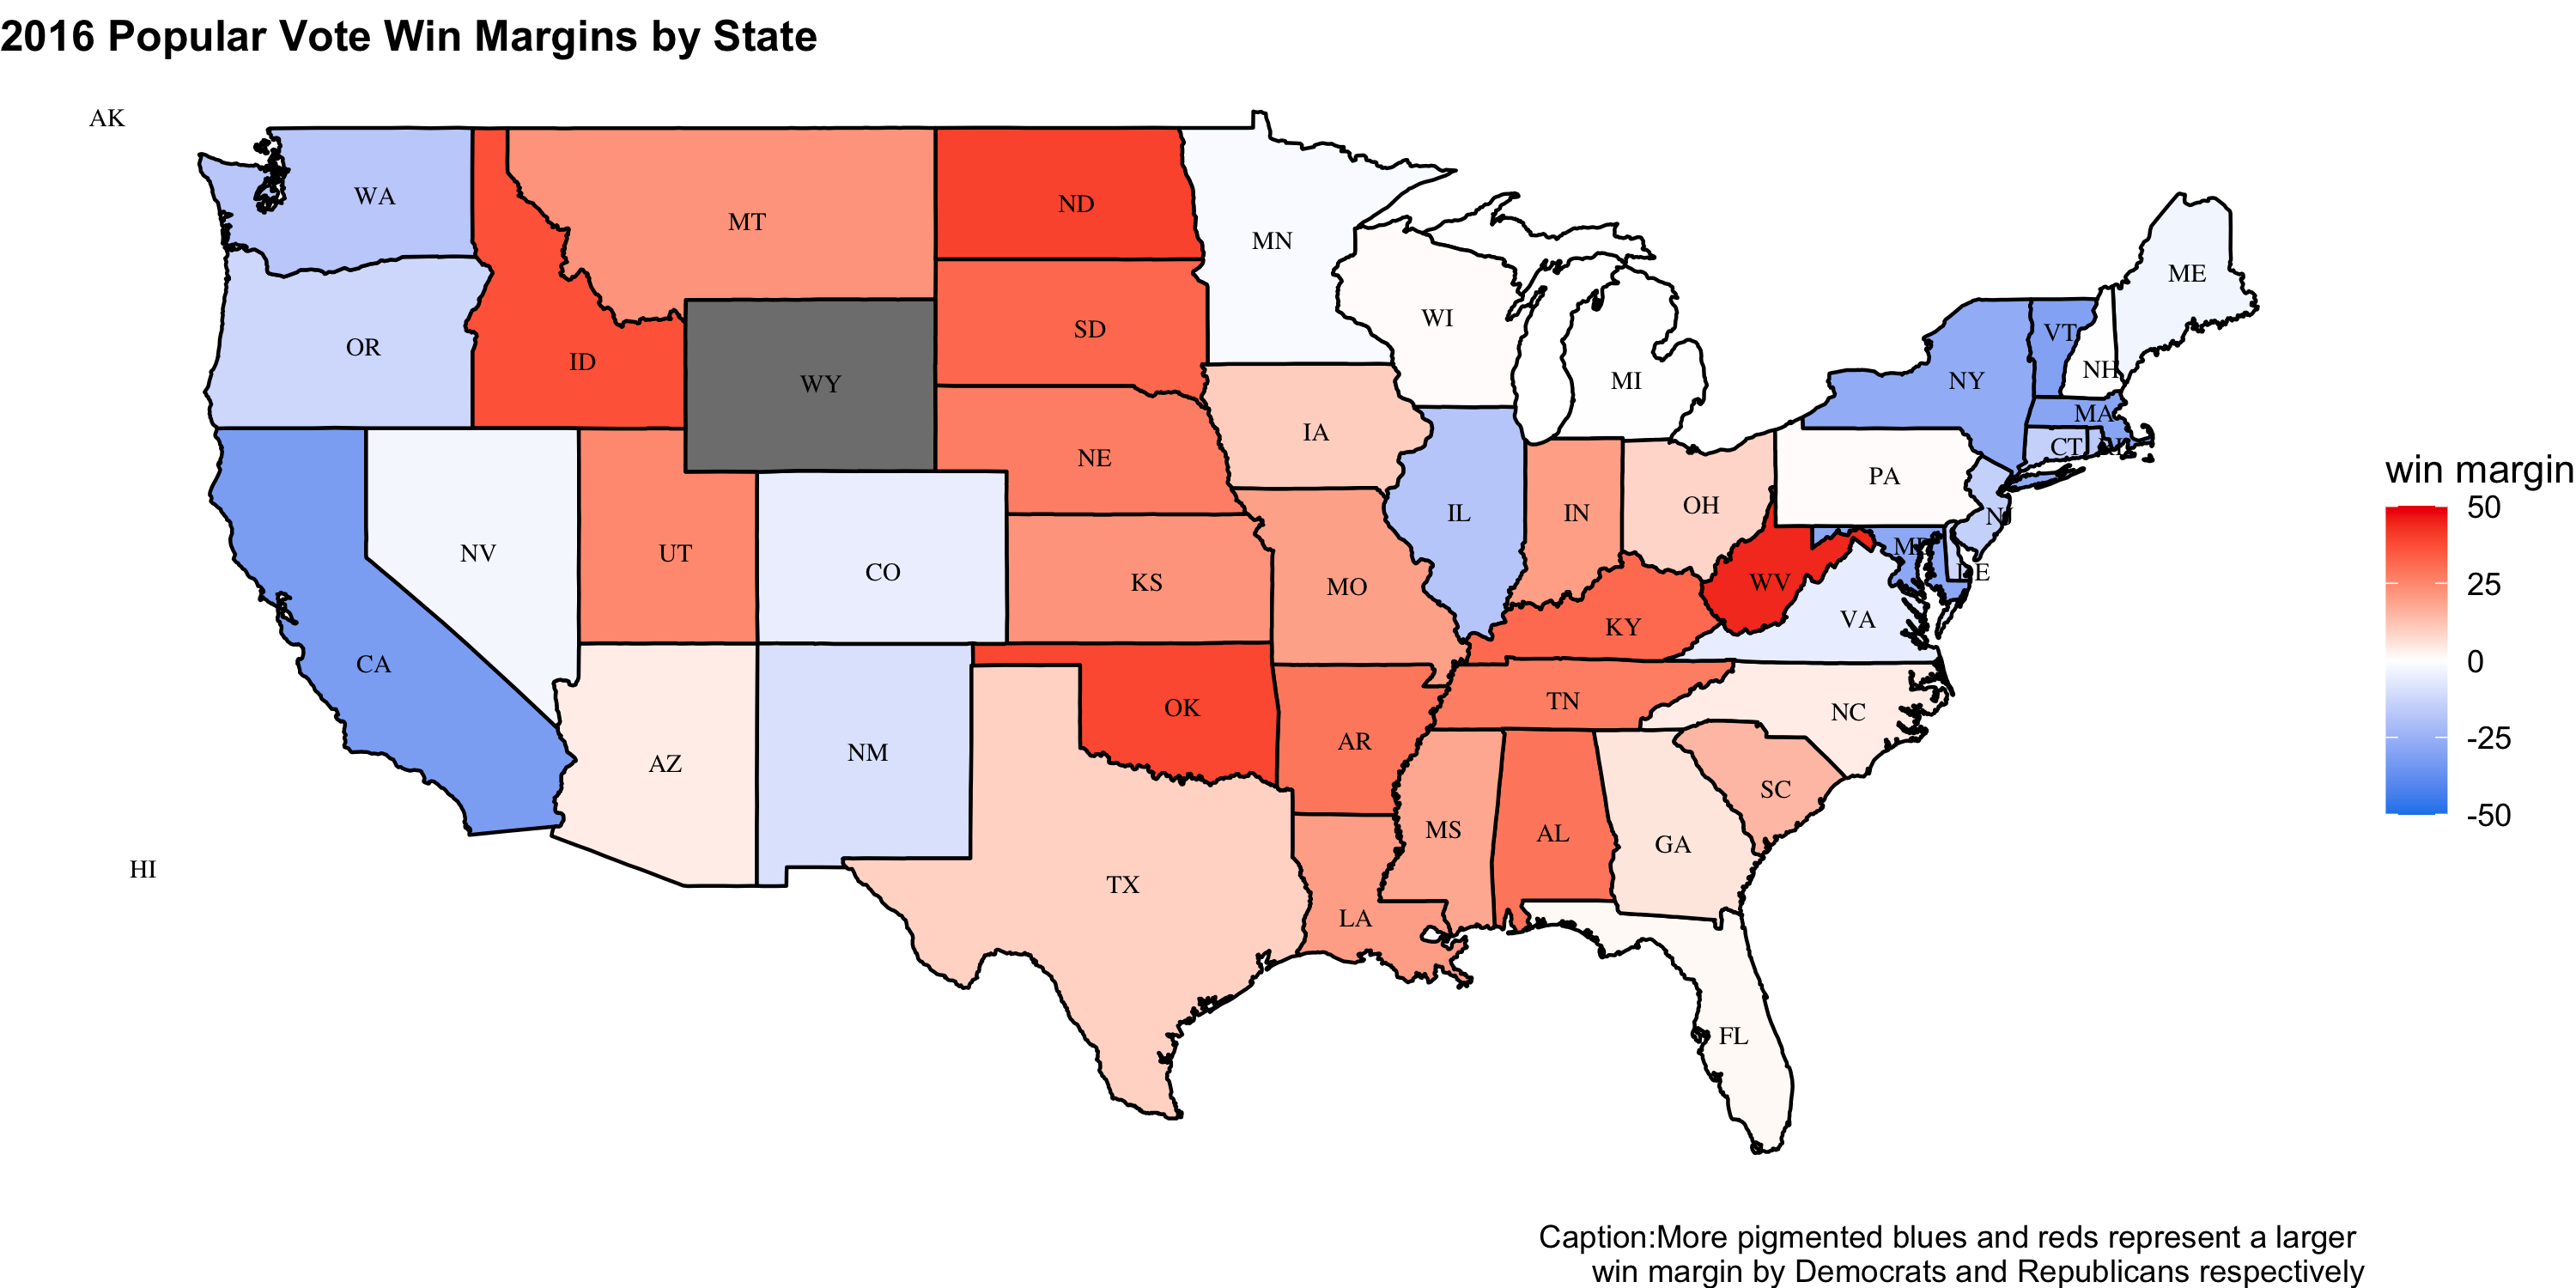 2016 Popular Vote Win Margins by State
AK
WA
MT
ND
MN
ME
OR
ID
SD
WI
VT
NH
WY
MI
NY
MA
IA
NE
PA
CT
NV
UT
CO
KS
MO
IL
IN
OH
NJ
MD
DE
WV
KY
VA
CA
AZ
NM
OK
AR
TN
NC
SC
MS
AL
GA
TX
LA
HI
FL
win margin
50
25
0
-25
-50
Caption:More pigmented blues and reds represent a larger
win margin by Democrats and Republicans respectively